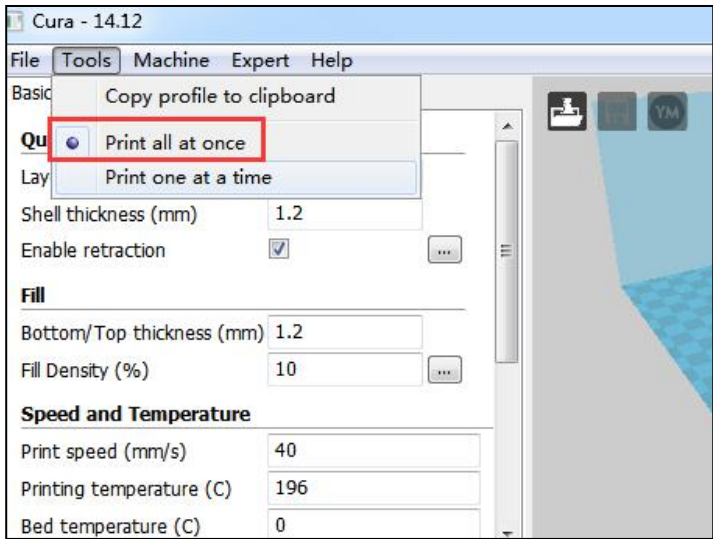 Cura - 14.12
File Tools Machine Expert Help
Basic
Copy profile to clipboard
Qu
Print all at once
Lay
Print one at a time
Shell thickness (mm) 1.2
Enable retraction ...
Fill
Bottom/Top thickness (mm) 1.2
Fill Density (%) 10 ...
Speed and Temperature
Print speed (mm/s) 40
Printing temperature (C) 196
Bed temperature (C) 0
YM